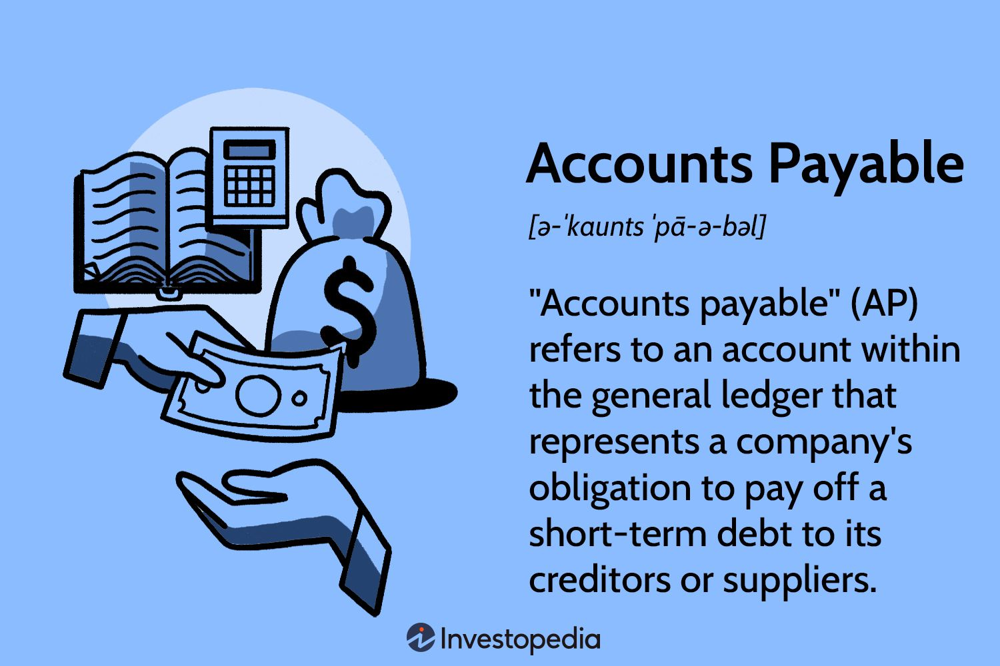 $
Accounts Payable
[ə-ˈkaunts ˈpā-ə-bəl]
"Accounts payable" (AP)
refers to an account within
the general ledger that
represents a company's
obligation to pay off a
short-term debt to its
creditors or suppliers.
Investopedia